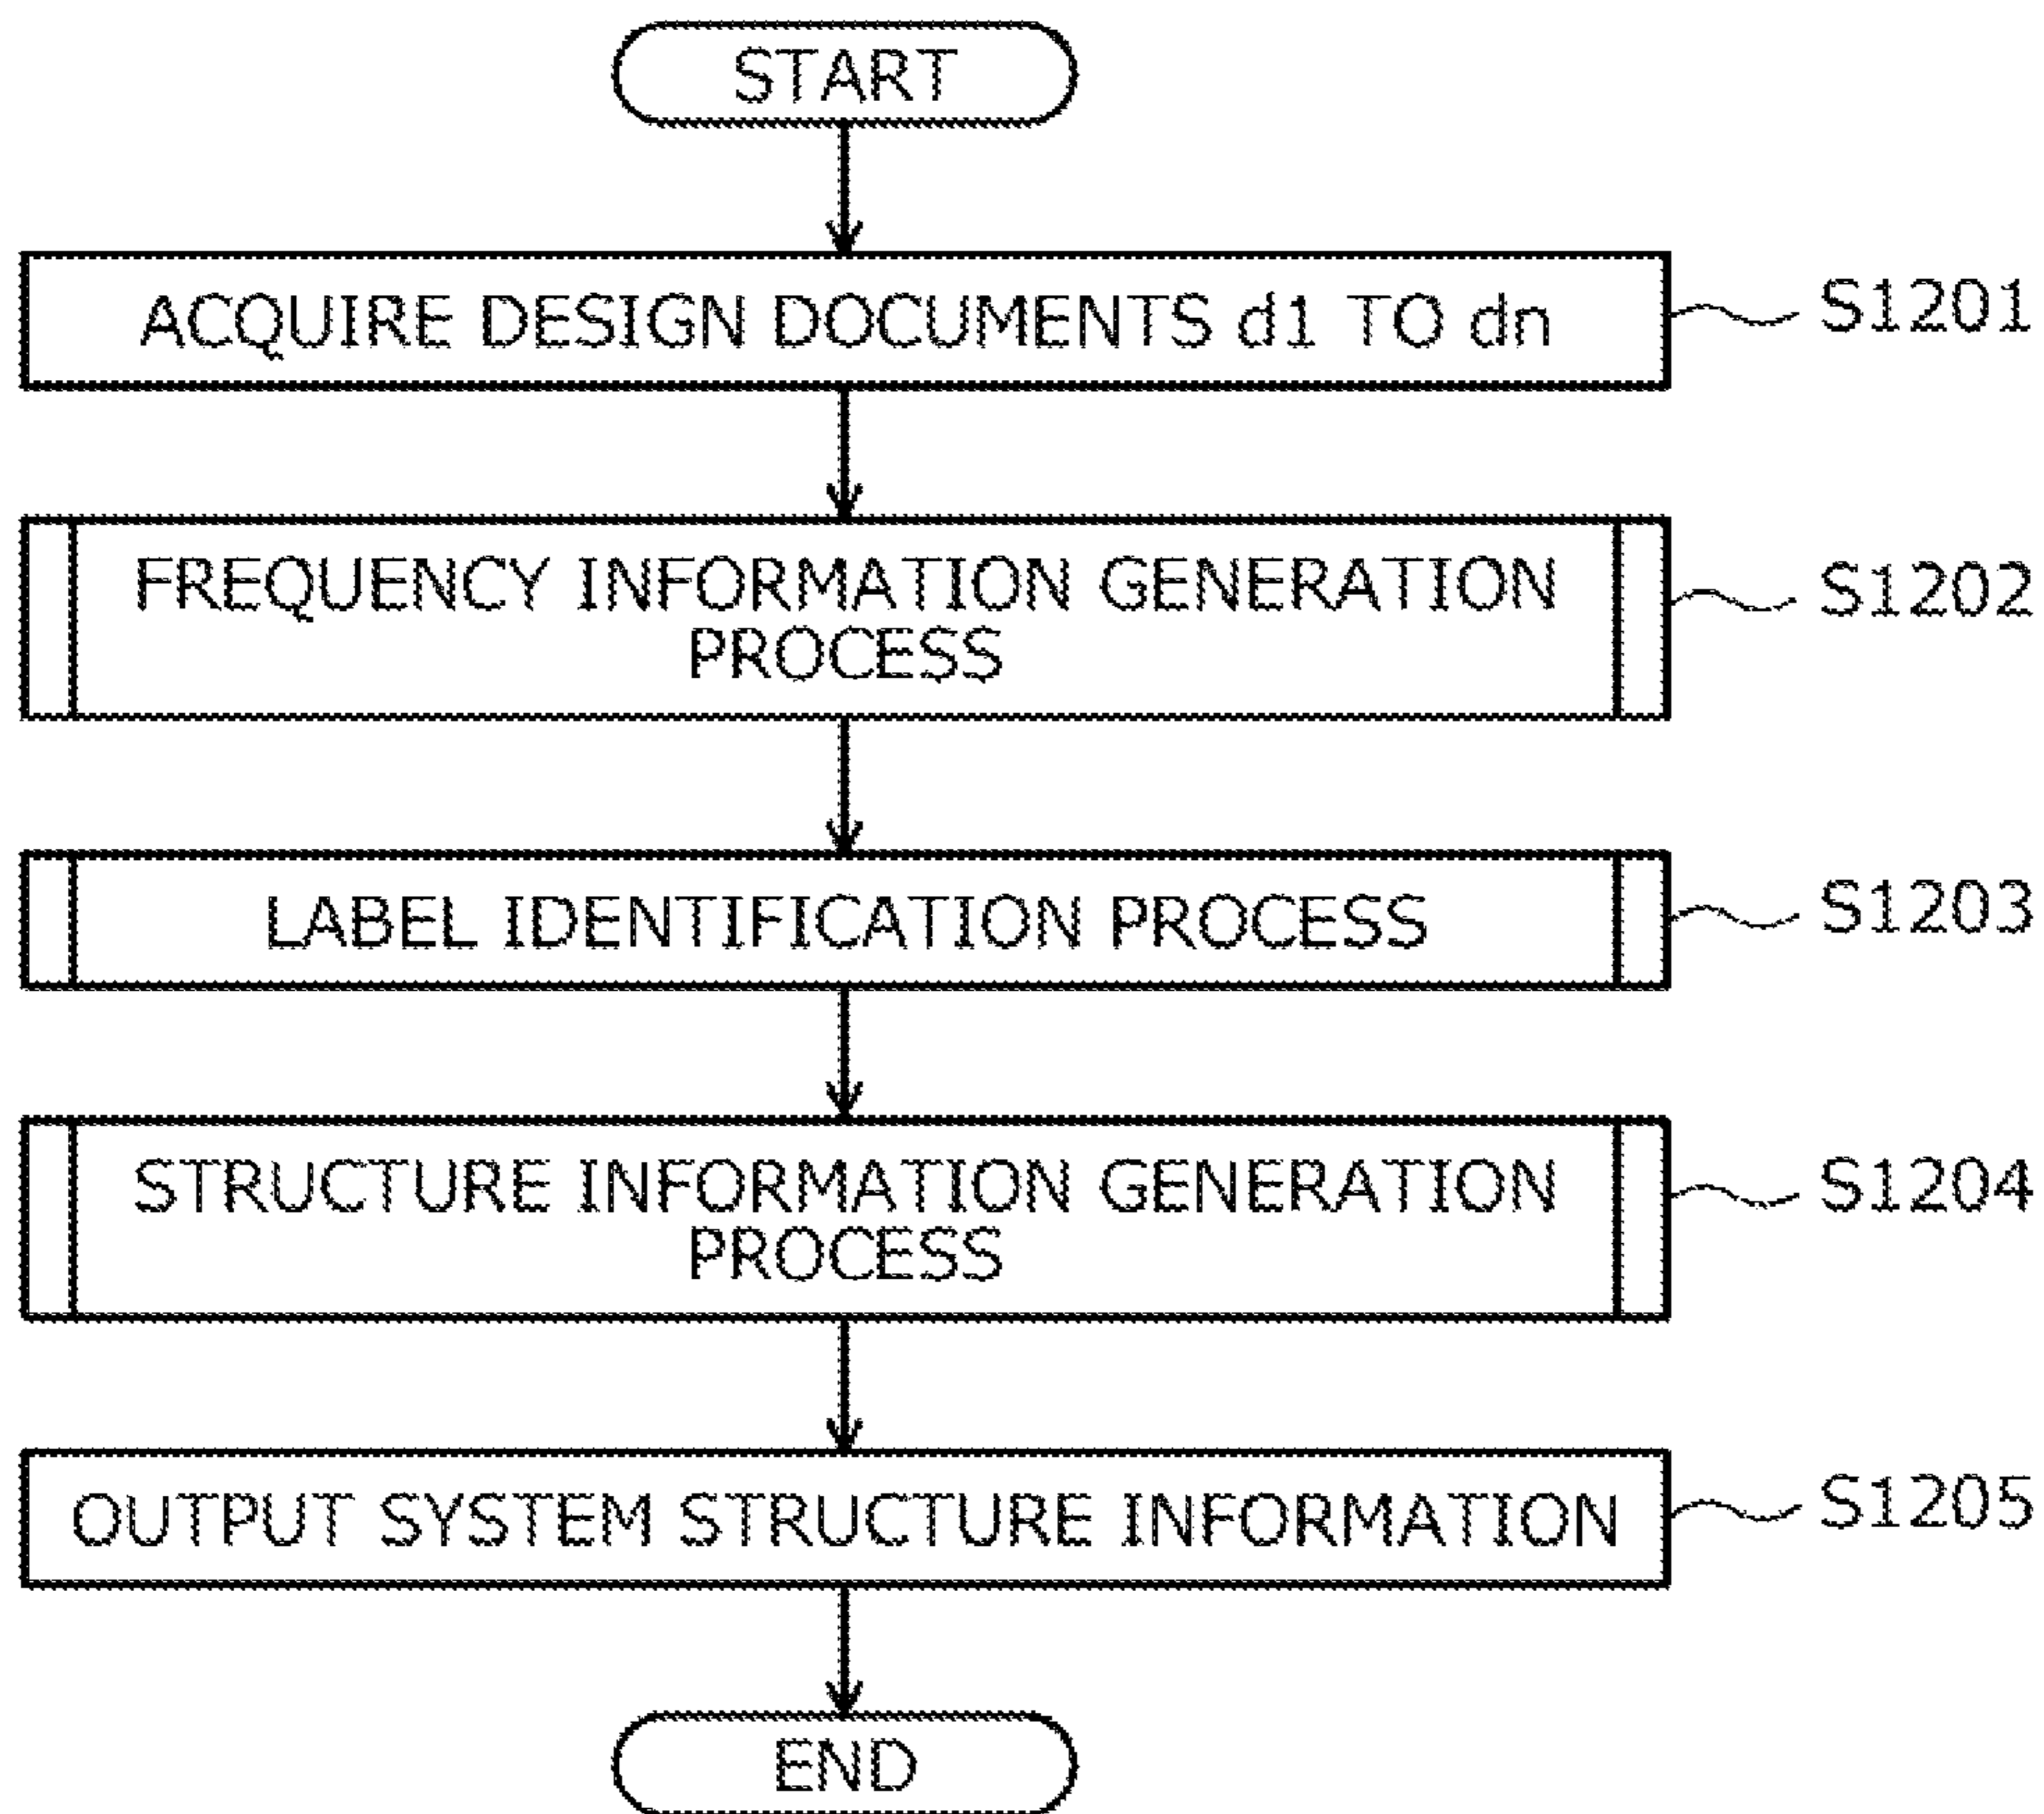 START
ACQUIRE DESIGN DOCUMENTS d1 TO dn
S1201
FREQUENCY INFORMATION GENERATION
PROCESS
S1202
LABEL IDENTIFICATION PROCESS
S1203
STRUCTURE INFORMATION GENERATION
PROCESS
S1204
OUTPUT SYSTEM STRUCTURE INFORMATION
S1205
END